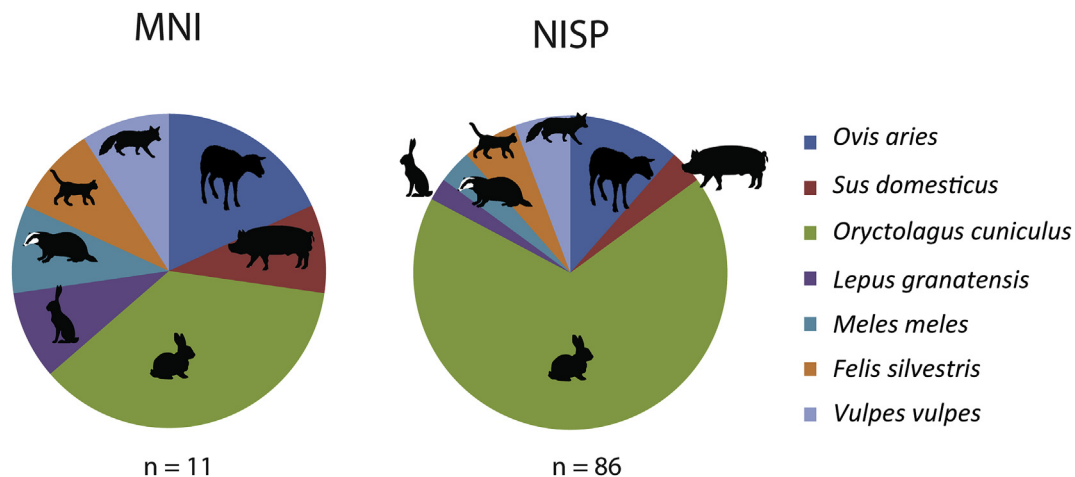 MNI
NISP
Ovis aries
Sus domesticus
Oryctolagus cuniculus
Lepus granatensis
Meles meles
Felis silvestris
Vulpes vulpes
n = 11
n = 86